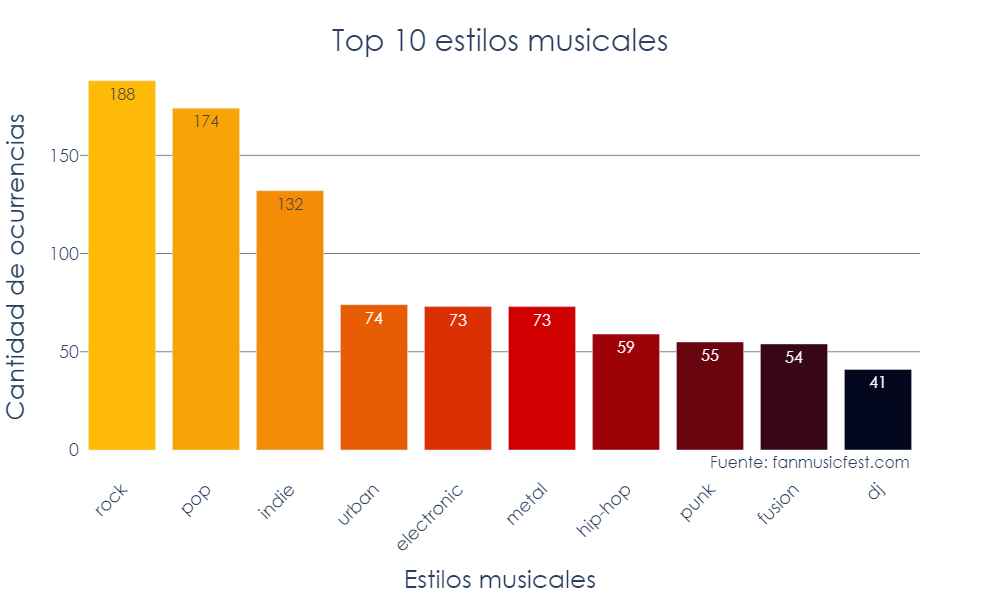 Top 10 estilos musicales
Cantidad de ocurrencias
150
100
50
0
188
174
132
74
73
73
59
55
54
41
Fuente: fanmusicfest.com
rock
pop
indie
urban
electronic
metal
hip-hop
punk
fusion
dj
Estilos musicales